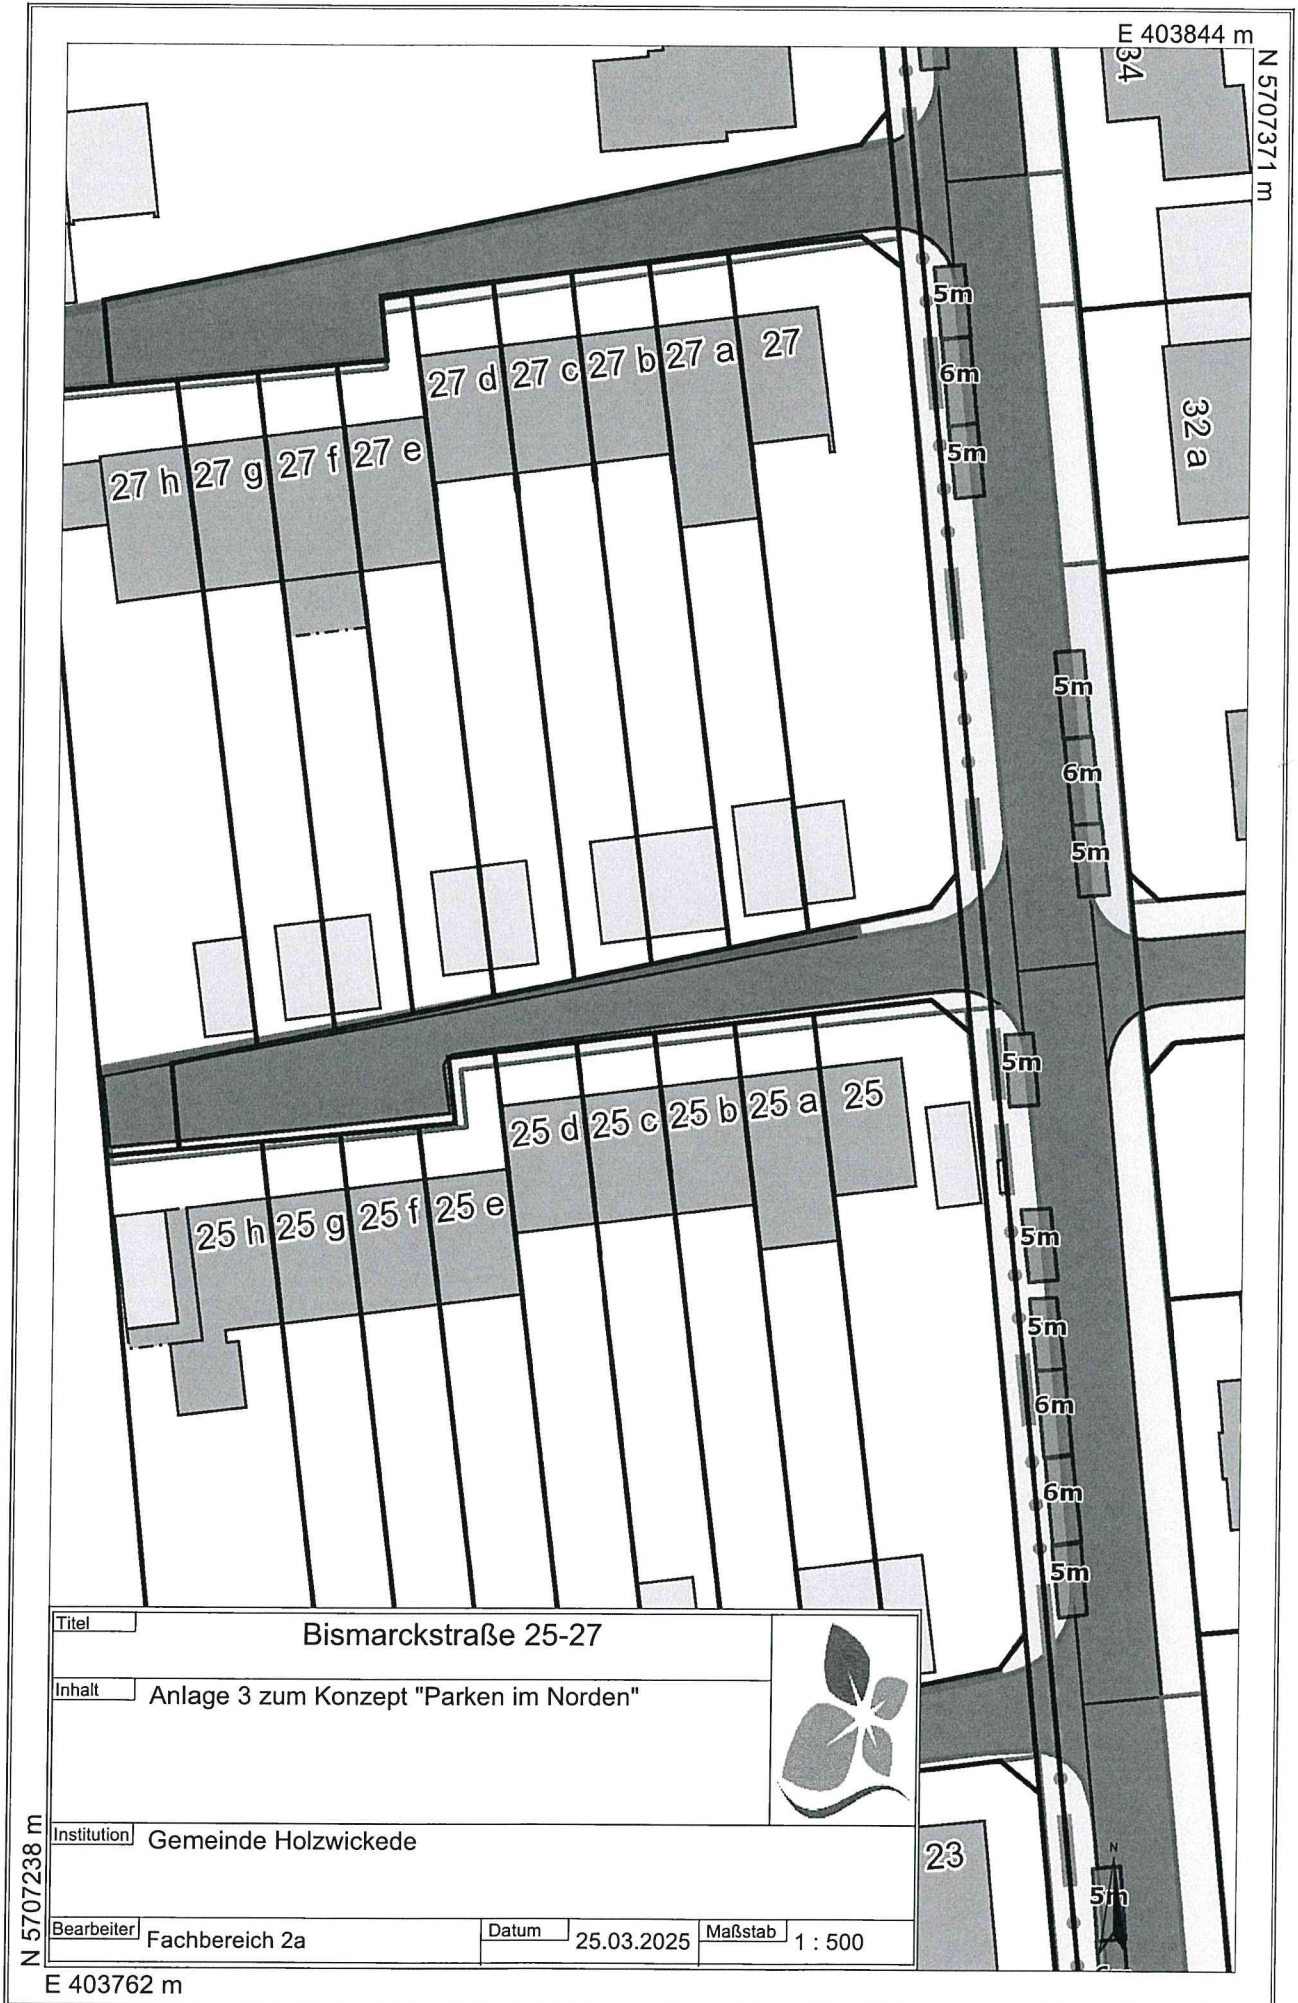 E 403844 m
N 5707371 m
34
5m
6m
27
27 a
27 b
27 c
27 d
32 a
5m
27 e
27 f
27 g
27 h
5m
6m
5m
5m
25
25 a
25 b
25 c
25 d
25 e
25 f
25 g
25 h
5m
5m
6m
6m
5m
Titel
Bismarckstraße 25-27
Inhalt
Anlage 3 zum Konzept "Parken im Norden"
Institution
Gemeinde Holzwickede
23
N
5m
Bearbeiter
Fachbereich 2a
Datum
25.03.2025
Maßstab
1 : 500
N 5707238 m
E 403762 m